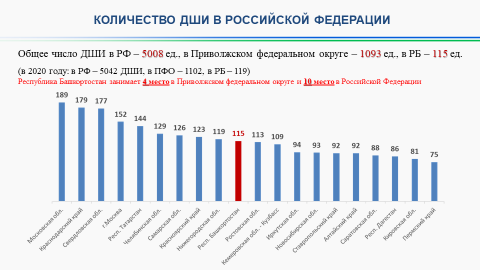 КОЛИЧЕСТВО ДШИ В РОССИЙСКОЙ ФЕДЕРАЦИИ
Общее число ДШИ в РФ – 5008 ед., в Приволжском федеральном округе – 1093 ед., в РБ – 115 ед.
(в 2020 году: в РФ – 5042 ДШИ, в ПФО – 1102, в РБ – 119)
Республика Башкортостан занимает 4 место в Приволжском федеральном округе и 10 место в Российской Федерации
189 179 177 152 144 129 126 123 119 115 113 109 94 93 92 92 88 86 81 75
Московская обл. Краснодарский край Свердловская обл. г.Москва Респ. Татарстан Челябинская обл. Самарская обл. Красноярский край Нижегородская обл. Респ. Башкортостан Ростовская обл. Кемеровская обл. - Кузбасс Иркутская обл. Новосибирская обл. Ставропольский край Алтайский край Саратовская обл. Респ. Дагестан Кировская обл. Пермский край